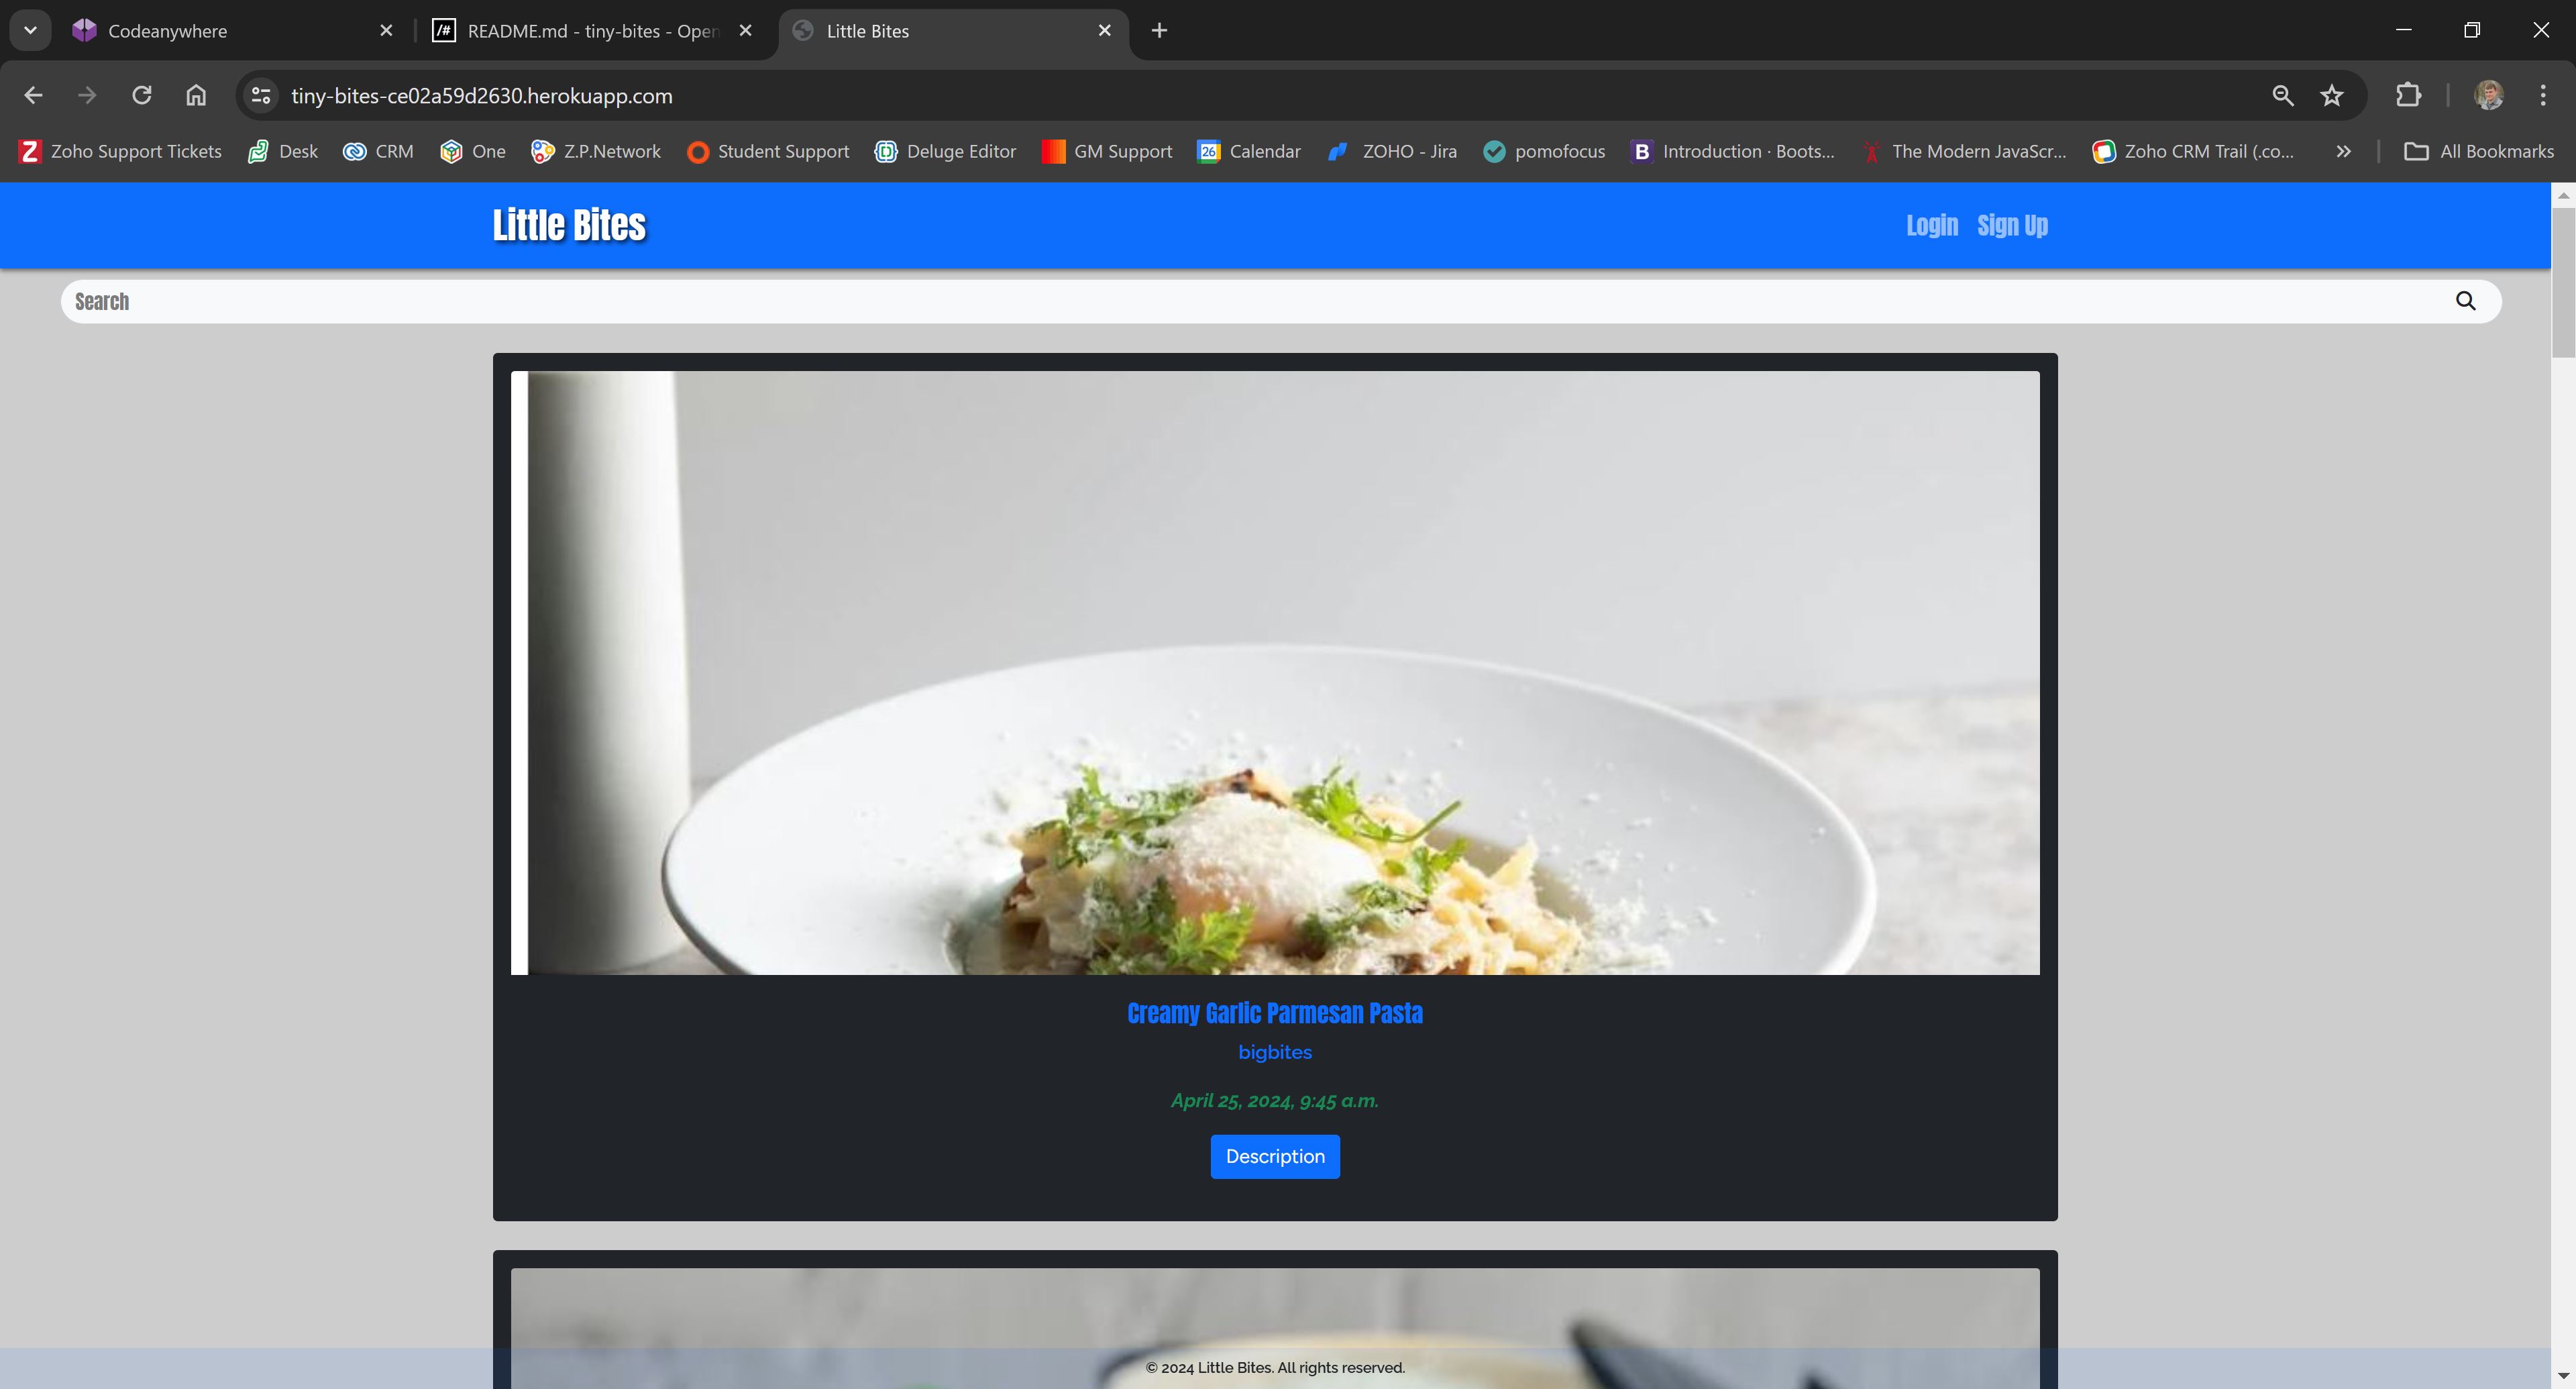 Codeanywhere
README.md - tiny-bites - Open
Little Bites
tiny-bites-ce02a59d2630.herokuapp.com
Zoho Support Tickets Desk CRM One Z.P.Network Student Support Deluge Editor GM Support 26 Calendar ZOHO - Jira pomofocus B Introduction · Boots... The Modern JavaScr... Zoho CRM Trail (.co... All Bookmarks
Little Bites Login Sign Up
Search
Creamy Garlic Parmesan Pasta
bigbites
April 25, 2024, 9:45 a.m.
Description
© 2024 Little Bites. All rights reserved.